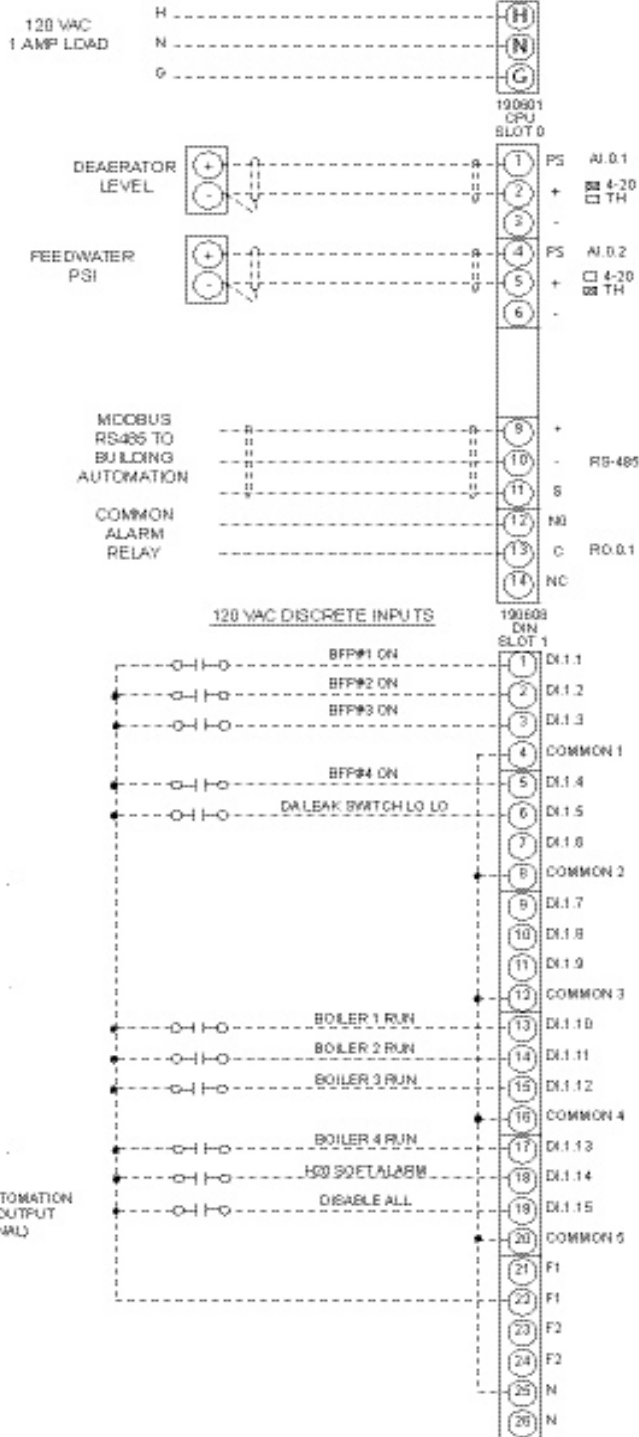 120 VAC
1 AMP LOAD
H
N
G
H
N
G
190601
CPU
SLOT 0
DEAERATOR
LEVEL
+
-
1 PS AI.0.1
2 + 4-20
TH
3 -
FEEDWATER
PSI
+
-
4 PS AI.0.2
5 + 4-20
TH
6 -
MODBUS
RS485 TO
BUILDING
AUTOMATION
9 +
10 - RS-485
11 S
COMMON
ALARM
RELAY
12 NO
13 C RO.0.1
14 NC
120 VAC DISCRETE INPUTS
190608
DIN
SLOT 1
BFP#1 ON 1 DI.1.1
BFP#2 ON 2 DI.1.2
BFP#3 ON 3 DI.1.3
4 COMMON 1
BFP#4 ON 5 DI.1.4
DA LEAK SWITCH LO LO 6 DI.1.5
7 DI.1.6
8 COMMON 2
9 DI.1.7
10 DI.1.8
11 DI.1.9
12 COMMON 3
BOILER 1 RUN 13 DI.1.10
BOILER 2 RUN 14 DI.1.11
BOILER 3 RUN 15 DI.1.12
16 COMMON 4
BOILER 4 RUN 17 DI.1.13
H20 SOFT ALARM 18 DI.1.14
DISABLE ALL 19 DI.1.15
TOMATION
OUTPUT
NAL)
20 COMMON 5
21 F1
22 F1
23 F2
24 F2
25 N
26 N